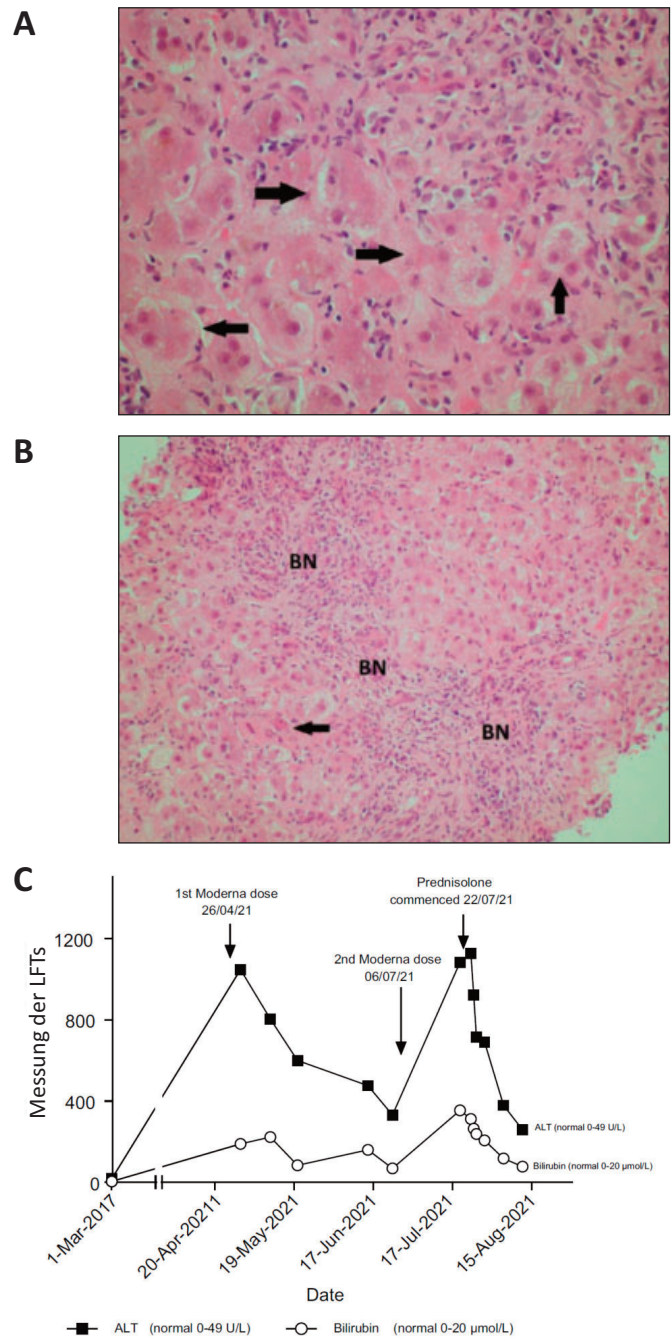 A
B
BN
BN
BN
C
1st Moderna dose
26/04/21
Prednisolone
commenced 22/07/21
2nd Moderna dose
06/07/21
Messung der LFTs
1200
800
400
0
ALT (normal 0-49 U/L)
Bilirubin (normal 0-20 µmol/L)
1-Mar-2017
20-Apr-20211
19-May-2021
17-Jun-2021
17-Jul-2021
15-Aug-2021
Date
ALT (normal 0-49 U/L)
Bilirubin (normal 0-20 µmol/L)